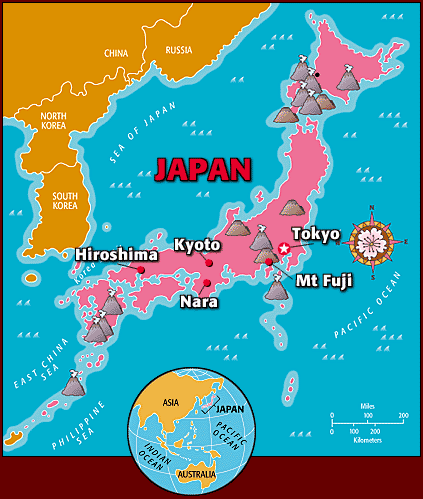 CHINA
RUSSIA
NORTH
KOREA
SEA OF JAPAN
JAPAN
SOUTH
KOREA
Tokyo
N
E
S
W
Kyoto
Hiroshima
Mt Fuji
Nara
PACIFIC OCEAN
EAST CHINA
SEA
PHILIPPINE
SEA
ASIA
JAPAN
PACIFIC
OCEAN
INDIAN
OCEAN
AUSTRALIA
Miles
0 100 200
100 200
Kilometers